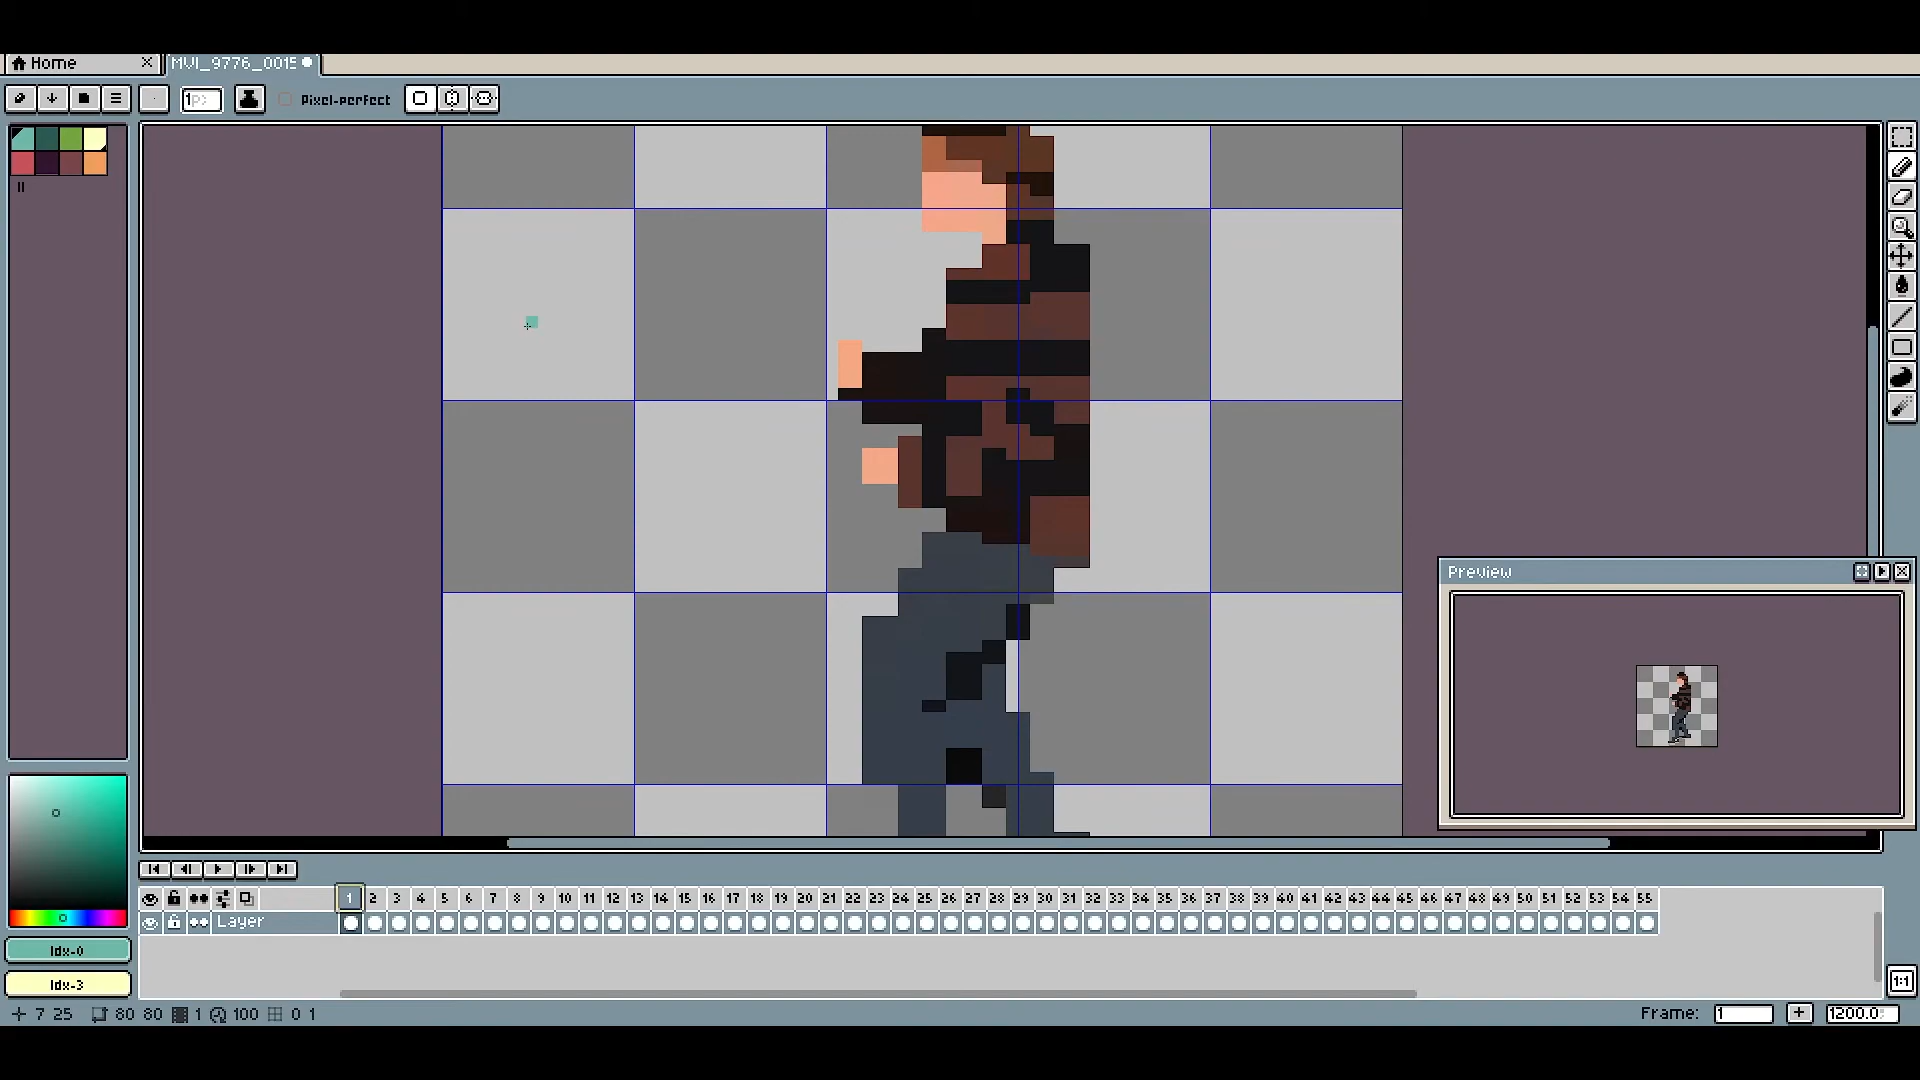 Home
MVI_9776_0015
Pixel-perfect
Preview
1 2 3 4 5 6 7 8 9 10 11 12 13 14 15 16 17 18 19 20 21 22 23 24 25 26 27 28 29 30 31 32 33 34 35 36 37 38 39 40 41 42 43 44 45 46 47 48 49 50 51 52 53 54 55
Layer
Idx-0
Idx-3
1:1
7 25 80 80 1 100 0 1
Frame: 1 1200.0